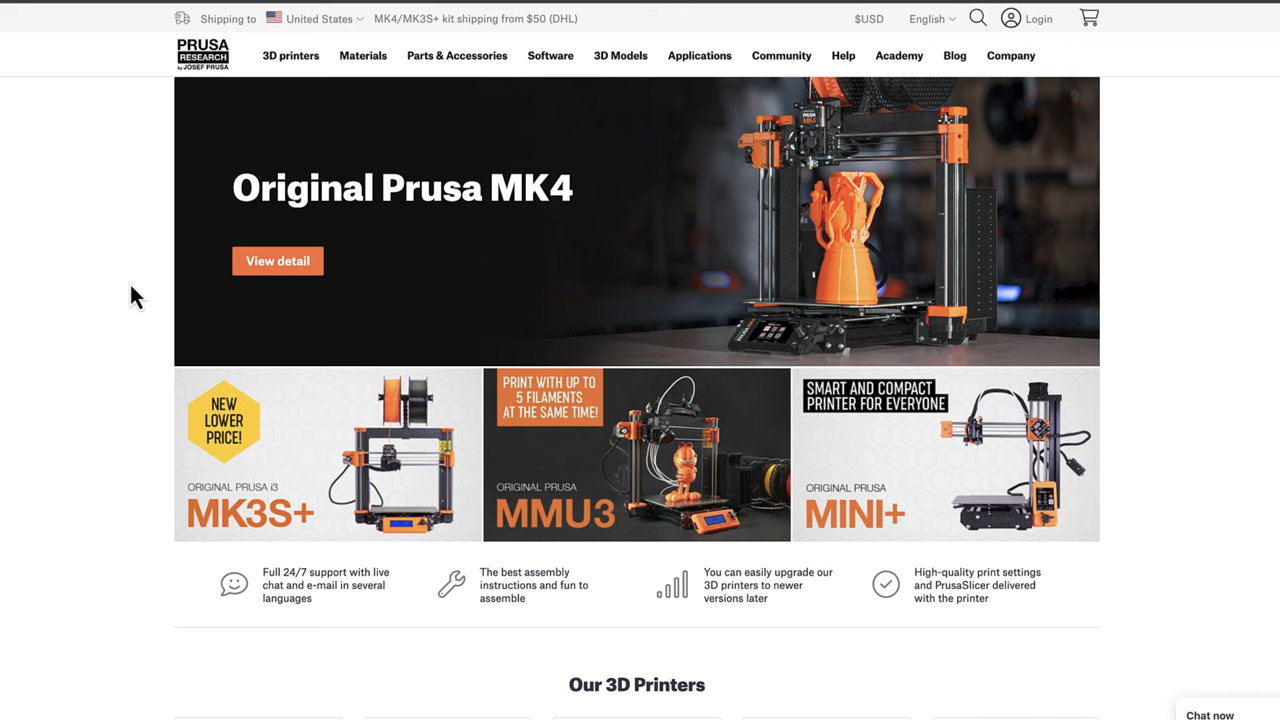 Shipping to United States MK4/MK3S+ kit shipping from $50 (DHL) $USD English Login
PRUSA
RESEARCH
by JOSEF PRUSA
3D printers Materials Parts & Accessories Software 3D Models Applications Community Help Academy Blog Company
PRUSA
MK4
Original Prusa MK4
View detail
NEW
LOWER
PRICE!
ORIGINAL PRUSA i3
MK3S+
PRINT WITH UP TO
5 FILAMENTS
AT THE SAME TIME!
ORIGINAL PRUSA
MMU3
SMART AND COMPACT
PRINTER FOR EVERYONE
ORIGINAL PRUSA
MINI+
Full 24/7 support with live
chat and e-mail in several
languages
The best assembly
instructions and fun to
assemble
You can easily upgrade our
3D printers to newer
versions later
High-quality print settings
and PrusaSlicer delivered
with the printer
Our 3D Printers
Chat now